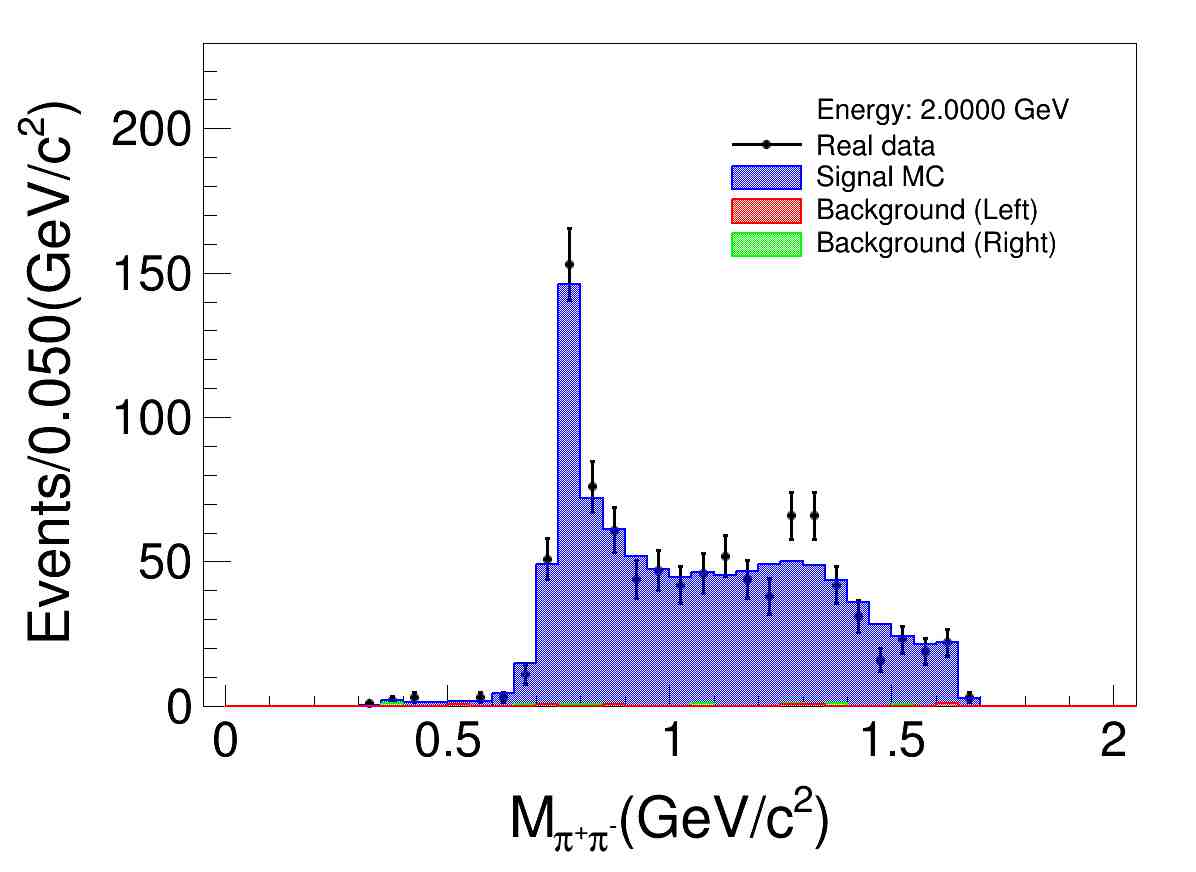 Events/0.050(GeV/c²)
200
150
100
50
0
Energy: 2.0000 GeV
Real data
Signal MC
Background (Left)
Background (Right)
0 0.5 1 1.5 2
Mπ⁺π⁻(GeV/c²)